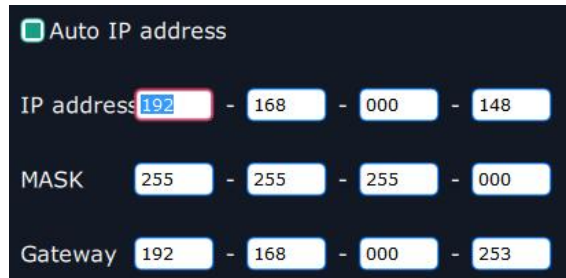 Auto IP address
IP address 192 - 168 - 000 - 148
MASK 255 - 255 - 255 - 000
Gateway 192 - 168 - 000 - 253